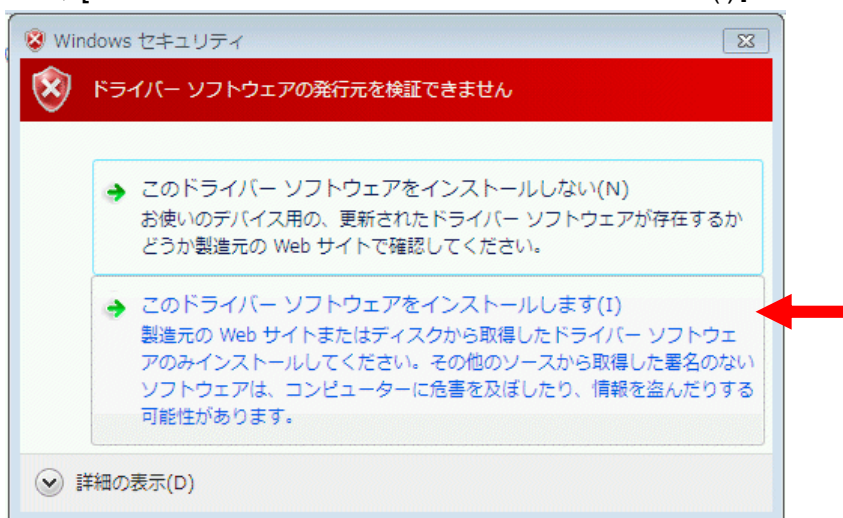 Windows セキュリティ
ドライバー ソフトウェアの発行元を検証できません
このドライバー ソフトウェアをインストールしない(N)
お使いのデバイス用の、更新されたドライバー ソフトウェアが存在するか
どうか製造元の Web サイトで確認してください。
このドライバー ソフトウェアをインストールします(I)
製造元の Web サイトまたはディスクから取得したドライバー ソフトウェ
アのみインストールしてください。その他のソースから取得した署名のない
ソフトウェアは、コンピューターに危害を及ぼしたり、情報を盗んだりする
可能性があります。
詳細の表示(D)